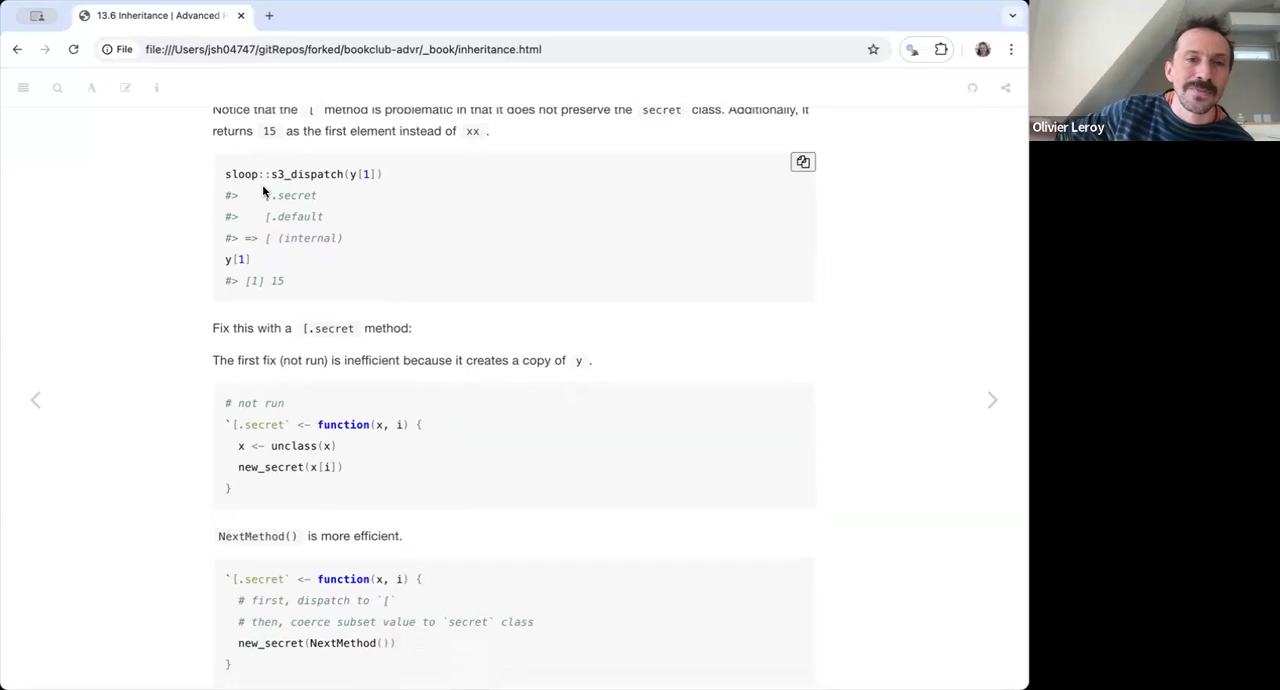 13.6 Inheritance | Advanced R
File file:///Users/jsh04747/gitRepos/forked/bookclub-advr/_book/inheritance.html
Notice that the [ method is problematic in that it does not preserve the secret class. Additionally, it
returns 15 as the first element instead of xx .
sloop::s3_dispatch(y[1])
#> [.secret
#> [.default
#> => [ (internal)
y[1]
#> [1] 15
Fix this with a [.secret method:
The first fix (not run) is inefficient because it creates a copy of y .
# not run
`[.secret` <- function(x, i) {
x <- unclass(x)
new_secret(x[i])
}
NextMethod() is more efficient.
`[.secret` <- function(x, i) {
# first, dispatch to `[`
# then, coerce subset value to `secret` class
new_secret(NextMethod())
}
Olivier Leroy